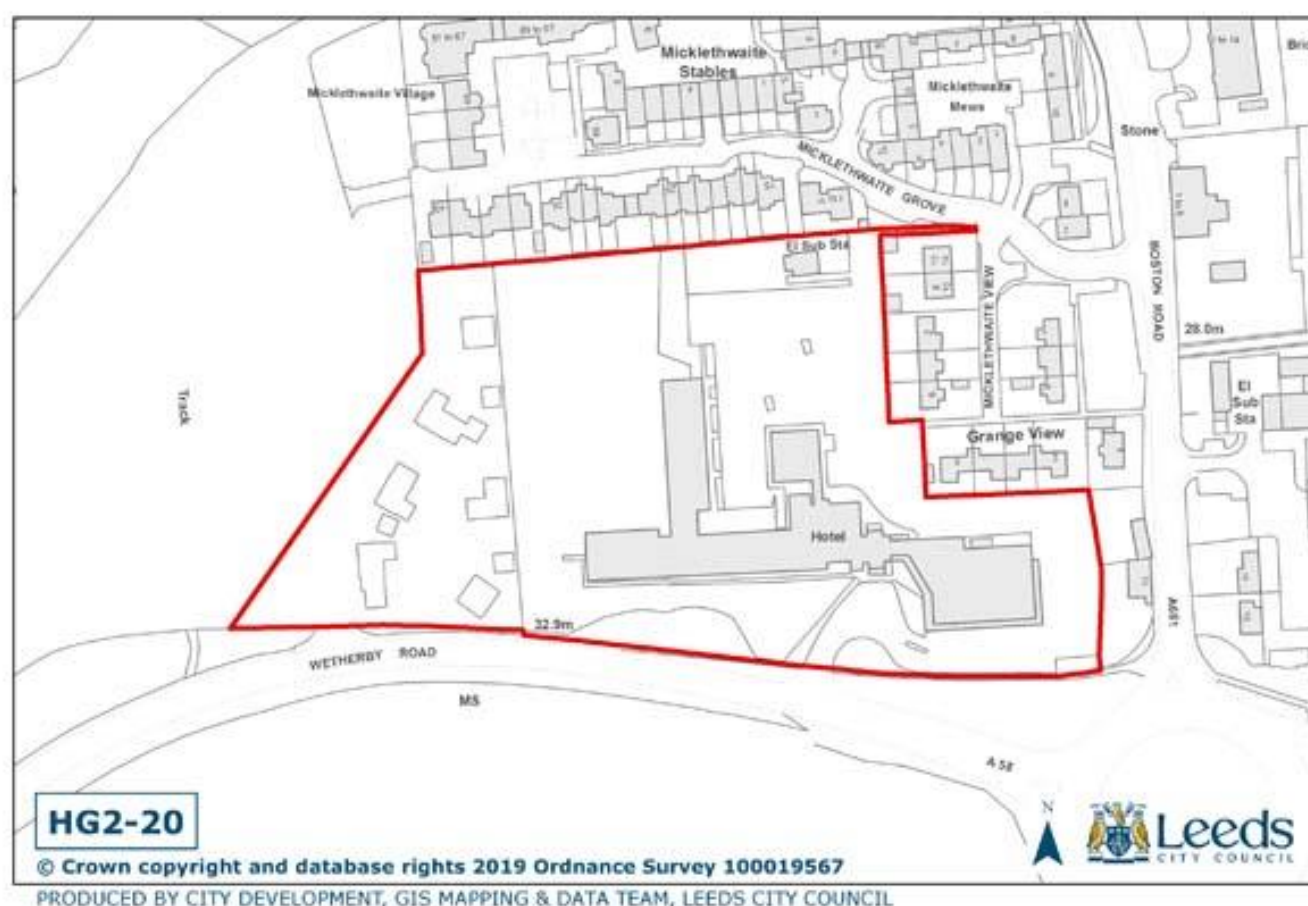 Micklethwaite
Stables
Micklethwaite Village
Micklethwaite
Mews
Stone
MICKLETHWAITE GROVE
El Sub Sta
MICKLETHWAITE VIEW
BOSTON ROAD
28.0m
Track
El
Sub
Sta
Grange View
Hotel
32.9m
WETHERBY ROAD
MS
A 58
A661
HG2-20
N
Leeds
CITY COUNCIL
© Crown copyright and database rights 2019 Ordnance Survey 100019567
PRODUCED BY CITY DEVELOPMENT, GIS MAPPING & DATA TEAM, LEEDS CITY COUNCIL